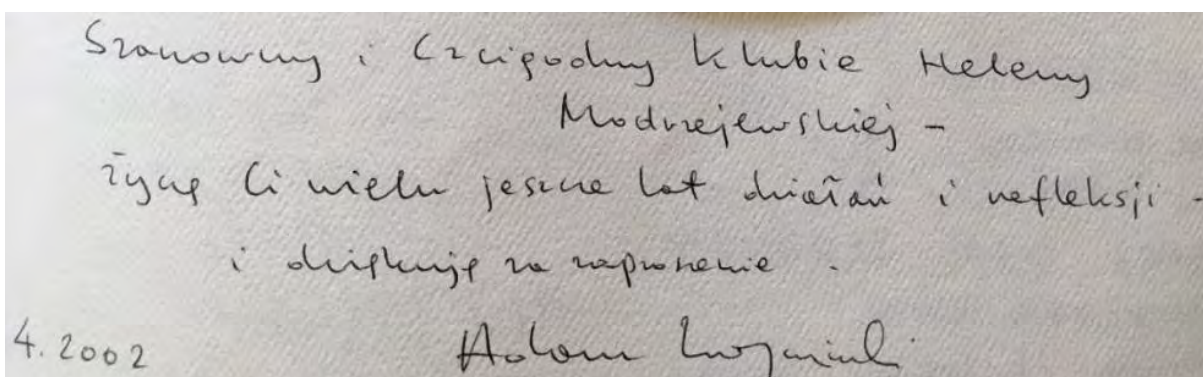 Szanowny i Czcigodny Klubie Heleny
Modrzejewskiej -
życzę Ci wielu jeszcze lat działań i refleksji -
i dziękuję za zaproszenie .
4.2002 Adam